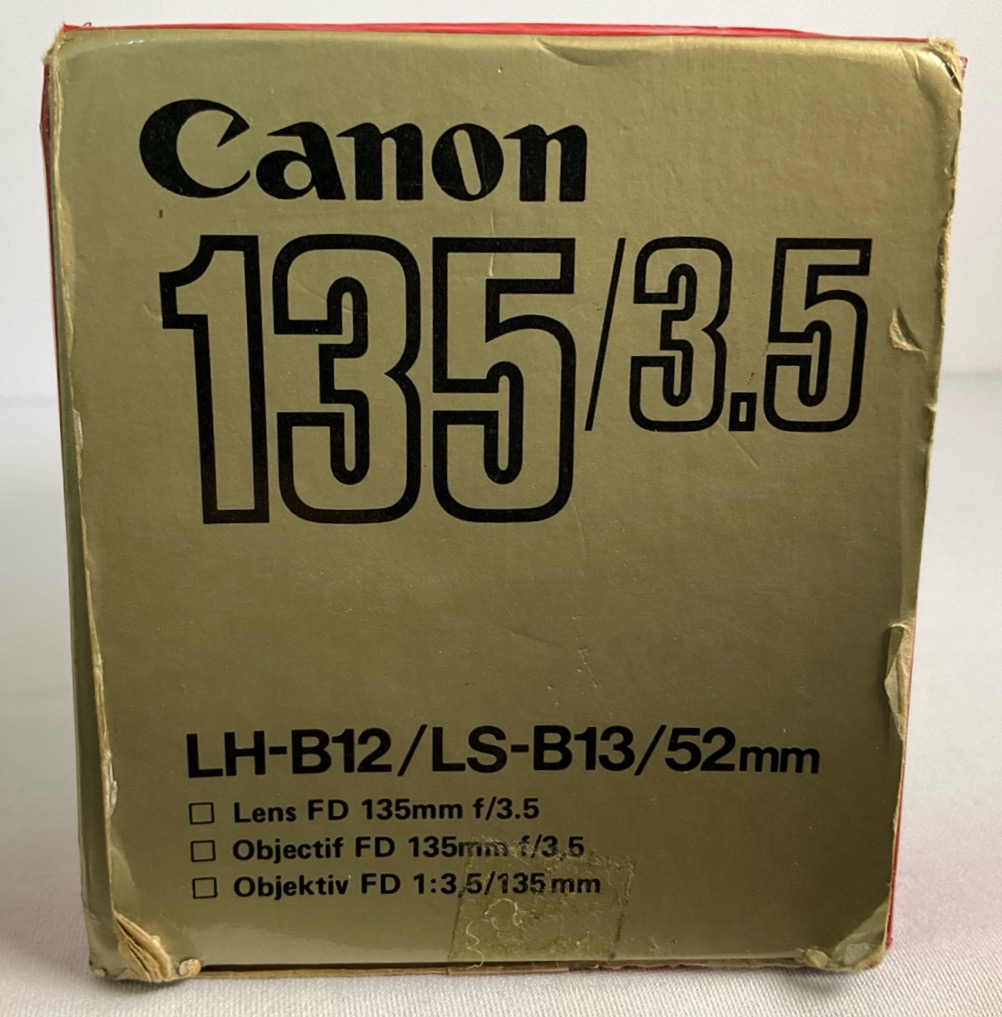 Canon
135/3.5
LH-B12/LS-B13/52mm
□ Lens FD 135mm f/3.5
□ Objectif FD 135mm f/3,5
□ Objektiv FD 1:3,5/135mm